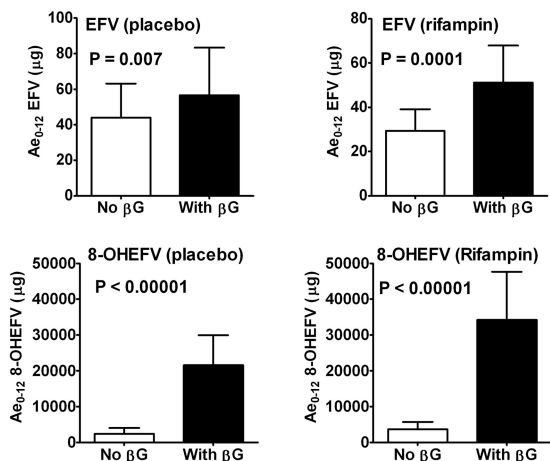 EFV (placebo)
P = 0.007
Ae0-12 EFV (μg)
100
80
60
40
20
0
No βG
With βG
EFV (rifampin)
P = 0.0001
Ae0-12 EFV (μg)
80
60
40
20
0
No βG
With βG
8-OHEFV (placebo)
P < 0.00001
Ae0-12 8-OHEFV (μg)
50000
40000
30000
20000
10000
0
No βG
With βG
8-OHEFV (Rifampin)
P < 0.00001
Ae0-12 8-OHEFV (μg)
50000
40000
30000
20000
10000
0
No βG
With βG